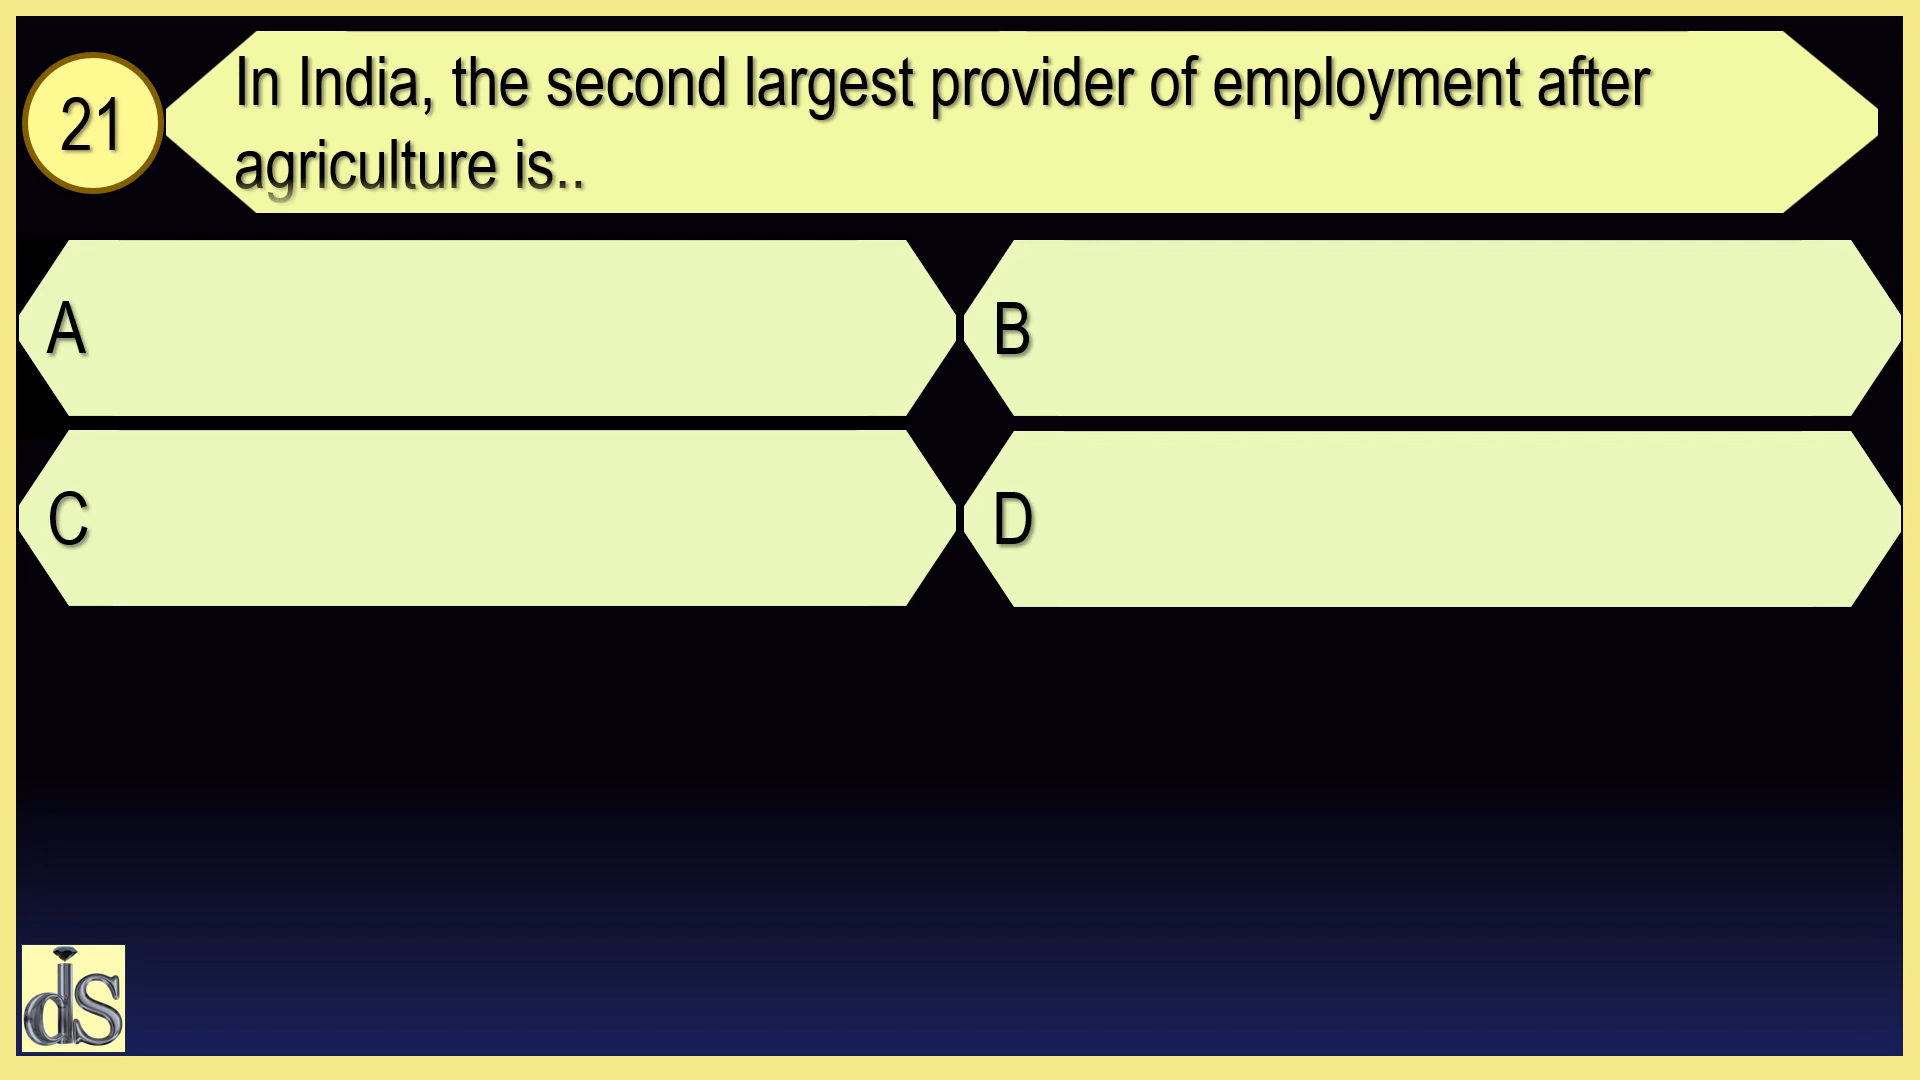 21
In India, the second largest provider of employment after
agriculture is..
A
B
C
D
ds